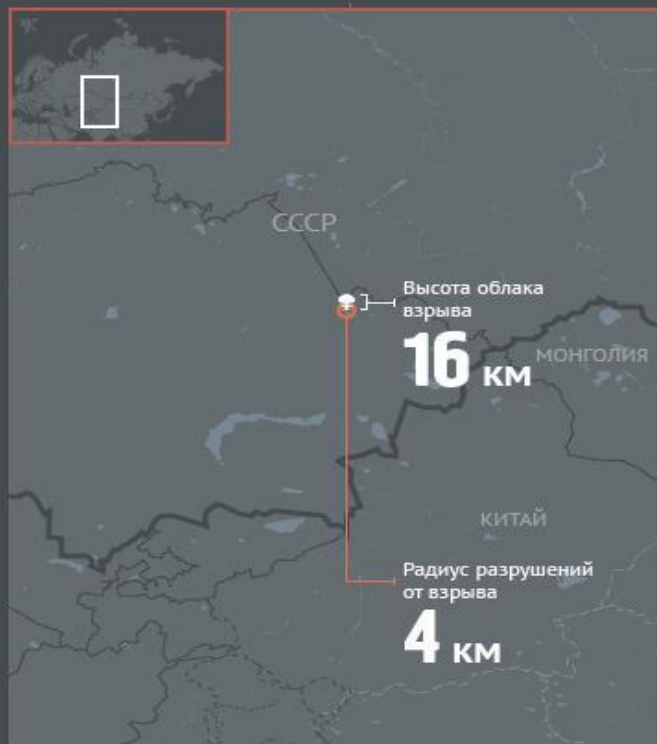 СССР
Высота облака
взрыва
16 км
МОНГОЛИЯ
КИТАЙ
Радиус разрушений
от взрыва
4 км